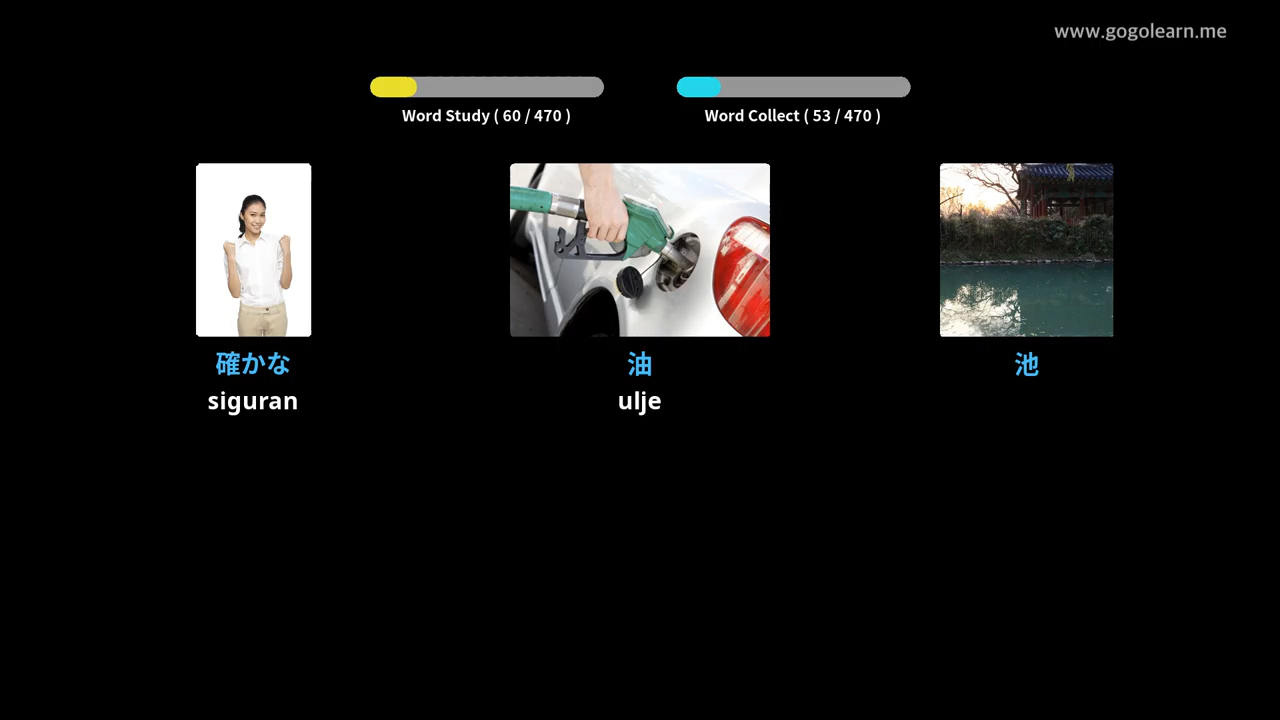 www.gogolearn.me
Word Study ( 60 / 470 )
Word Collect ( 53 / 470 )
確かな
油
池
siguran
ulje